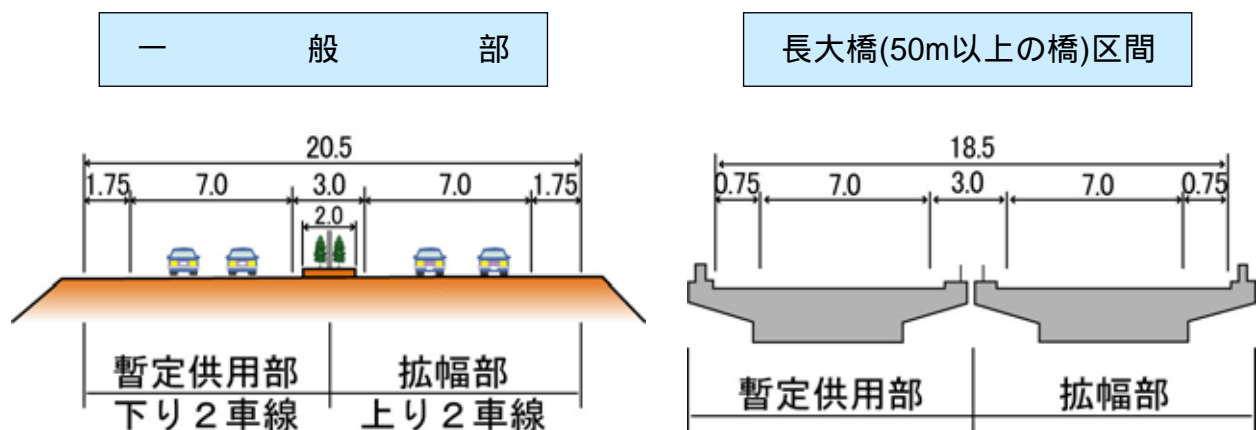 一般部
長大橋(50m以上の橋)区間
20.5
1.75 7.0 3.0 7.0 1.75
2.0
18.5
0.75 7.0 3.0 7.0 0.75
暫定供用部 拡幅部
下り2車線 上り2車線
暫定供用部 拡幅部